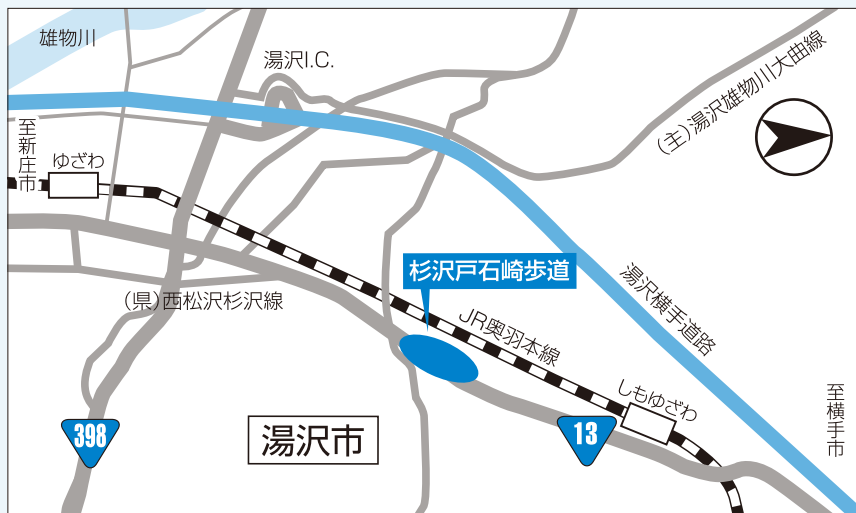 雄物川
湯沢I.C.
(主)湯沢雄物川大曲線
至新庄市
ゆざわ
杉沢戸石崎歩道
(県)西松沢杉沢線
JR奥羽本線
湯沢横手道路
しもゆざわ
至横手市
398
湯沢市
13